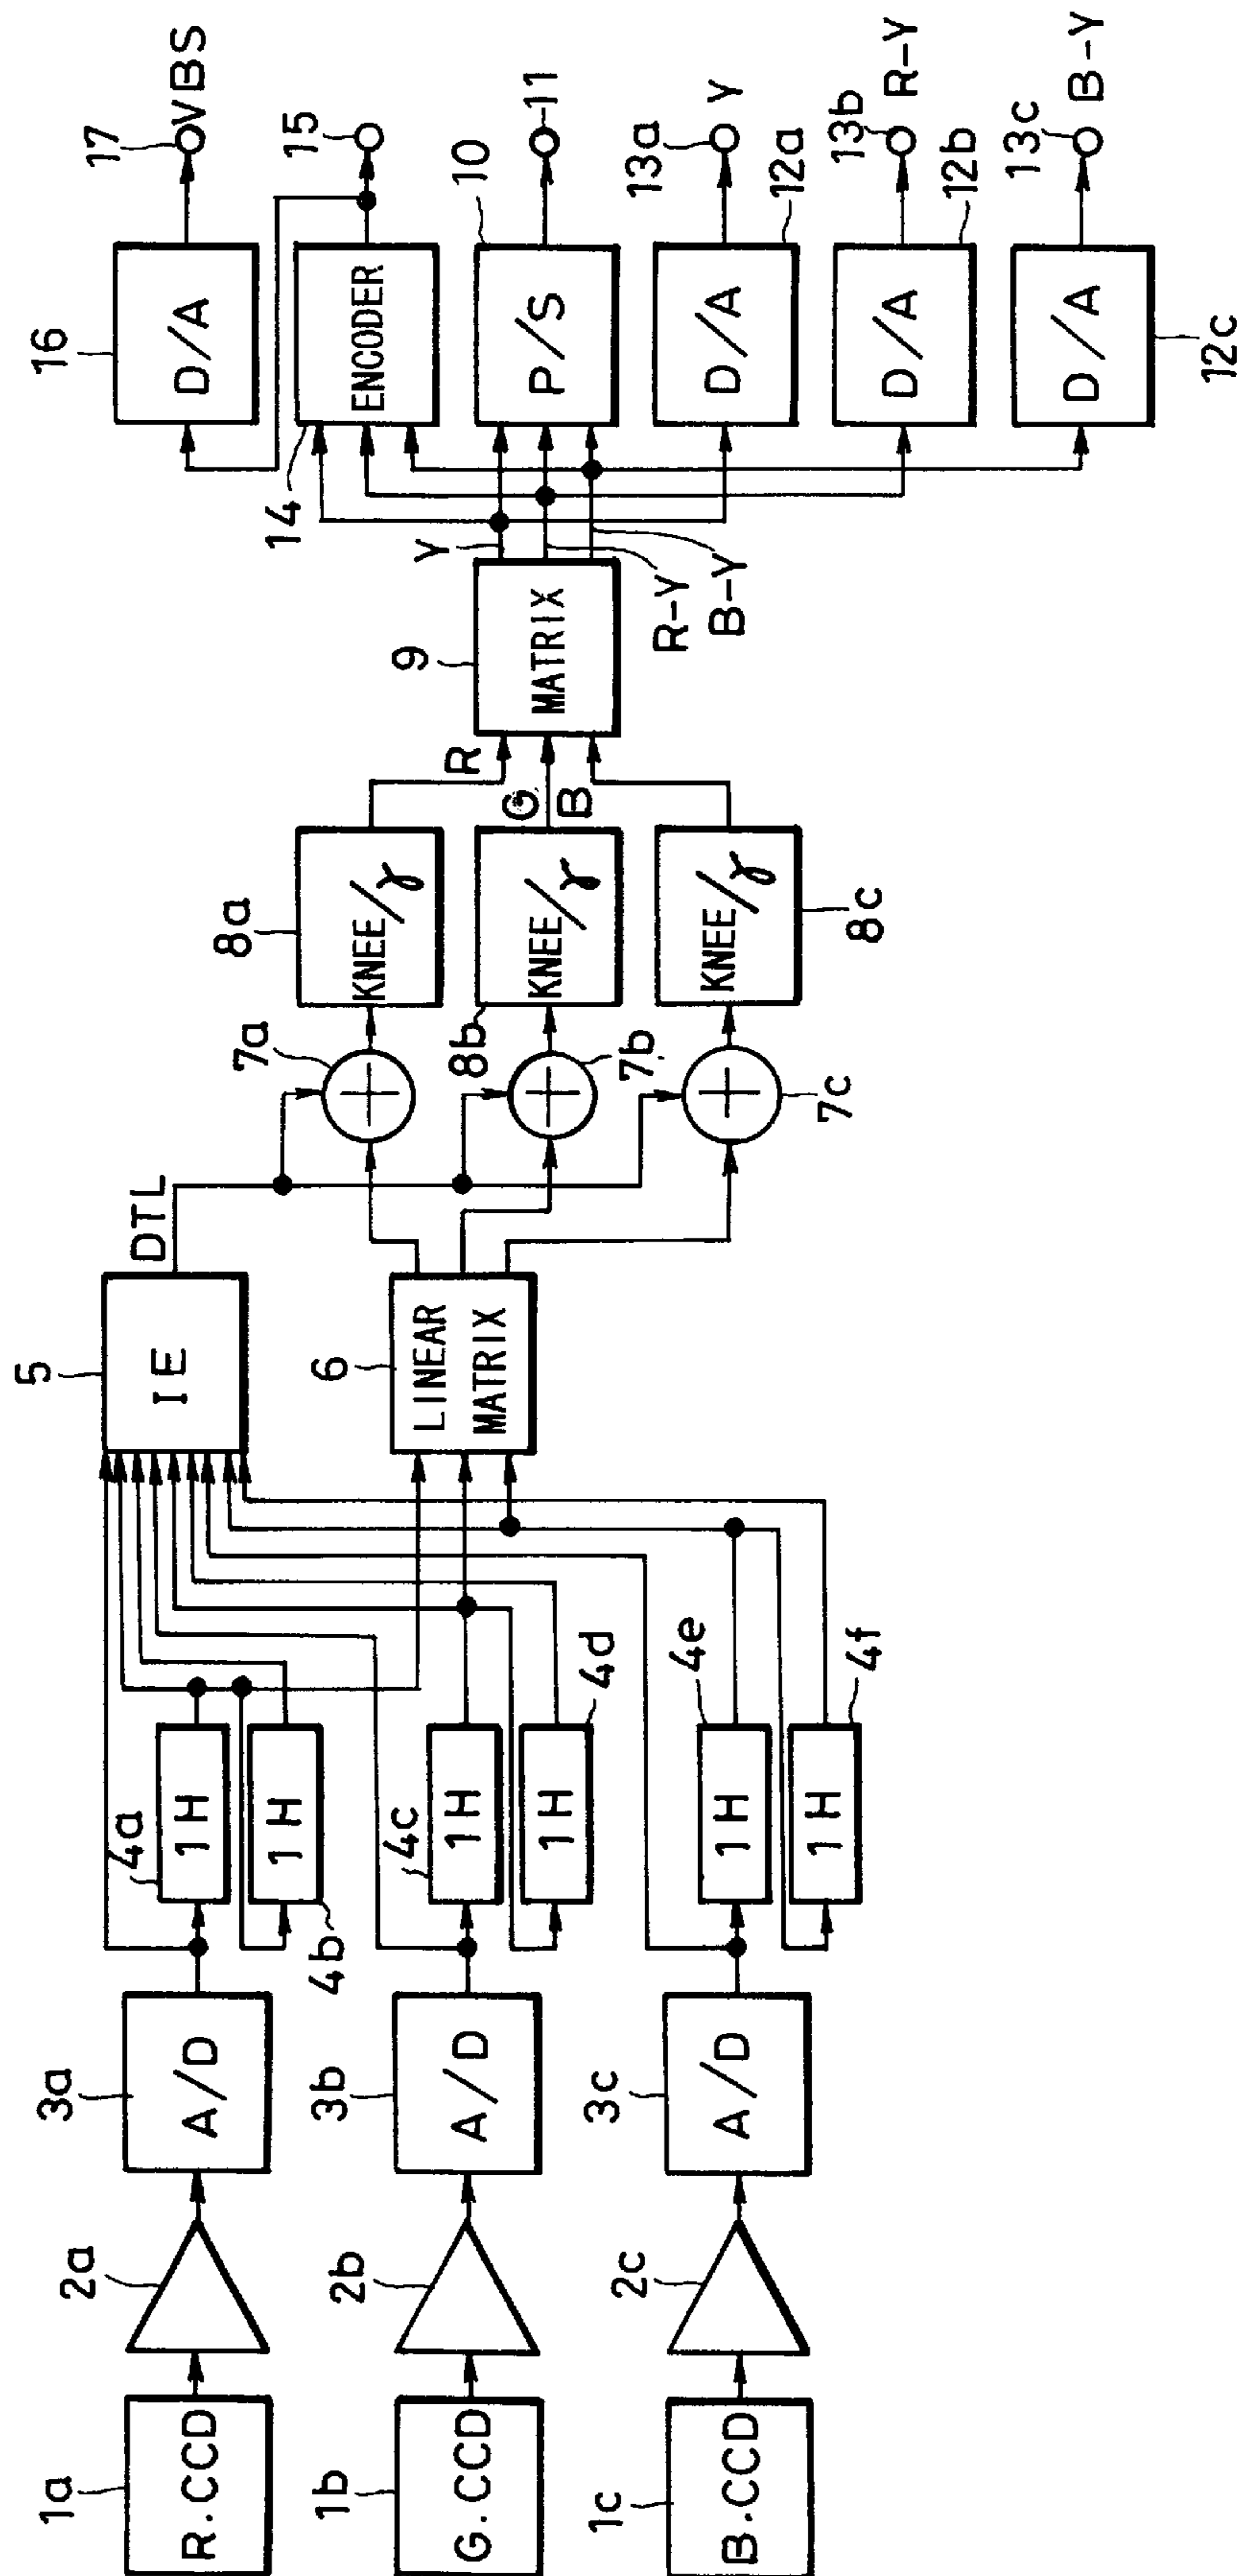 1a
R.CCD
2a
3a
A/D
4a
1H
4b
1H
1b
G.CCD
2b
3b
A/D
4c
1H
4d
1H
1c
B.CCD
2c
3c
A/D
4e
1H
4f
1H
5
IE
DTL
6
LINEAR
MATRIX
7a
7b
7c
8a
KNEE/γ
8b
KNEE/γ
8c
KNEE/γ
R
G
B
9
MATRIX
Y
R-Y
B-Y
16
D/A
17
VBS
14
ENCODER
15
10
P/S
11
12a
D/A
13a
Y
12b
D/A
13b
R-Y
12c
D/A
13c
B-Y